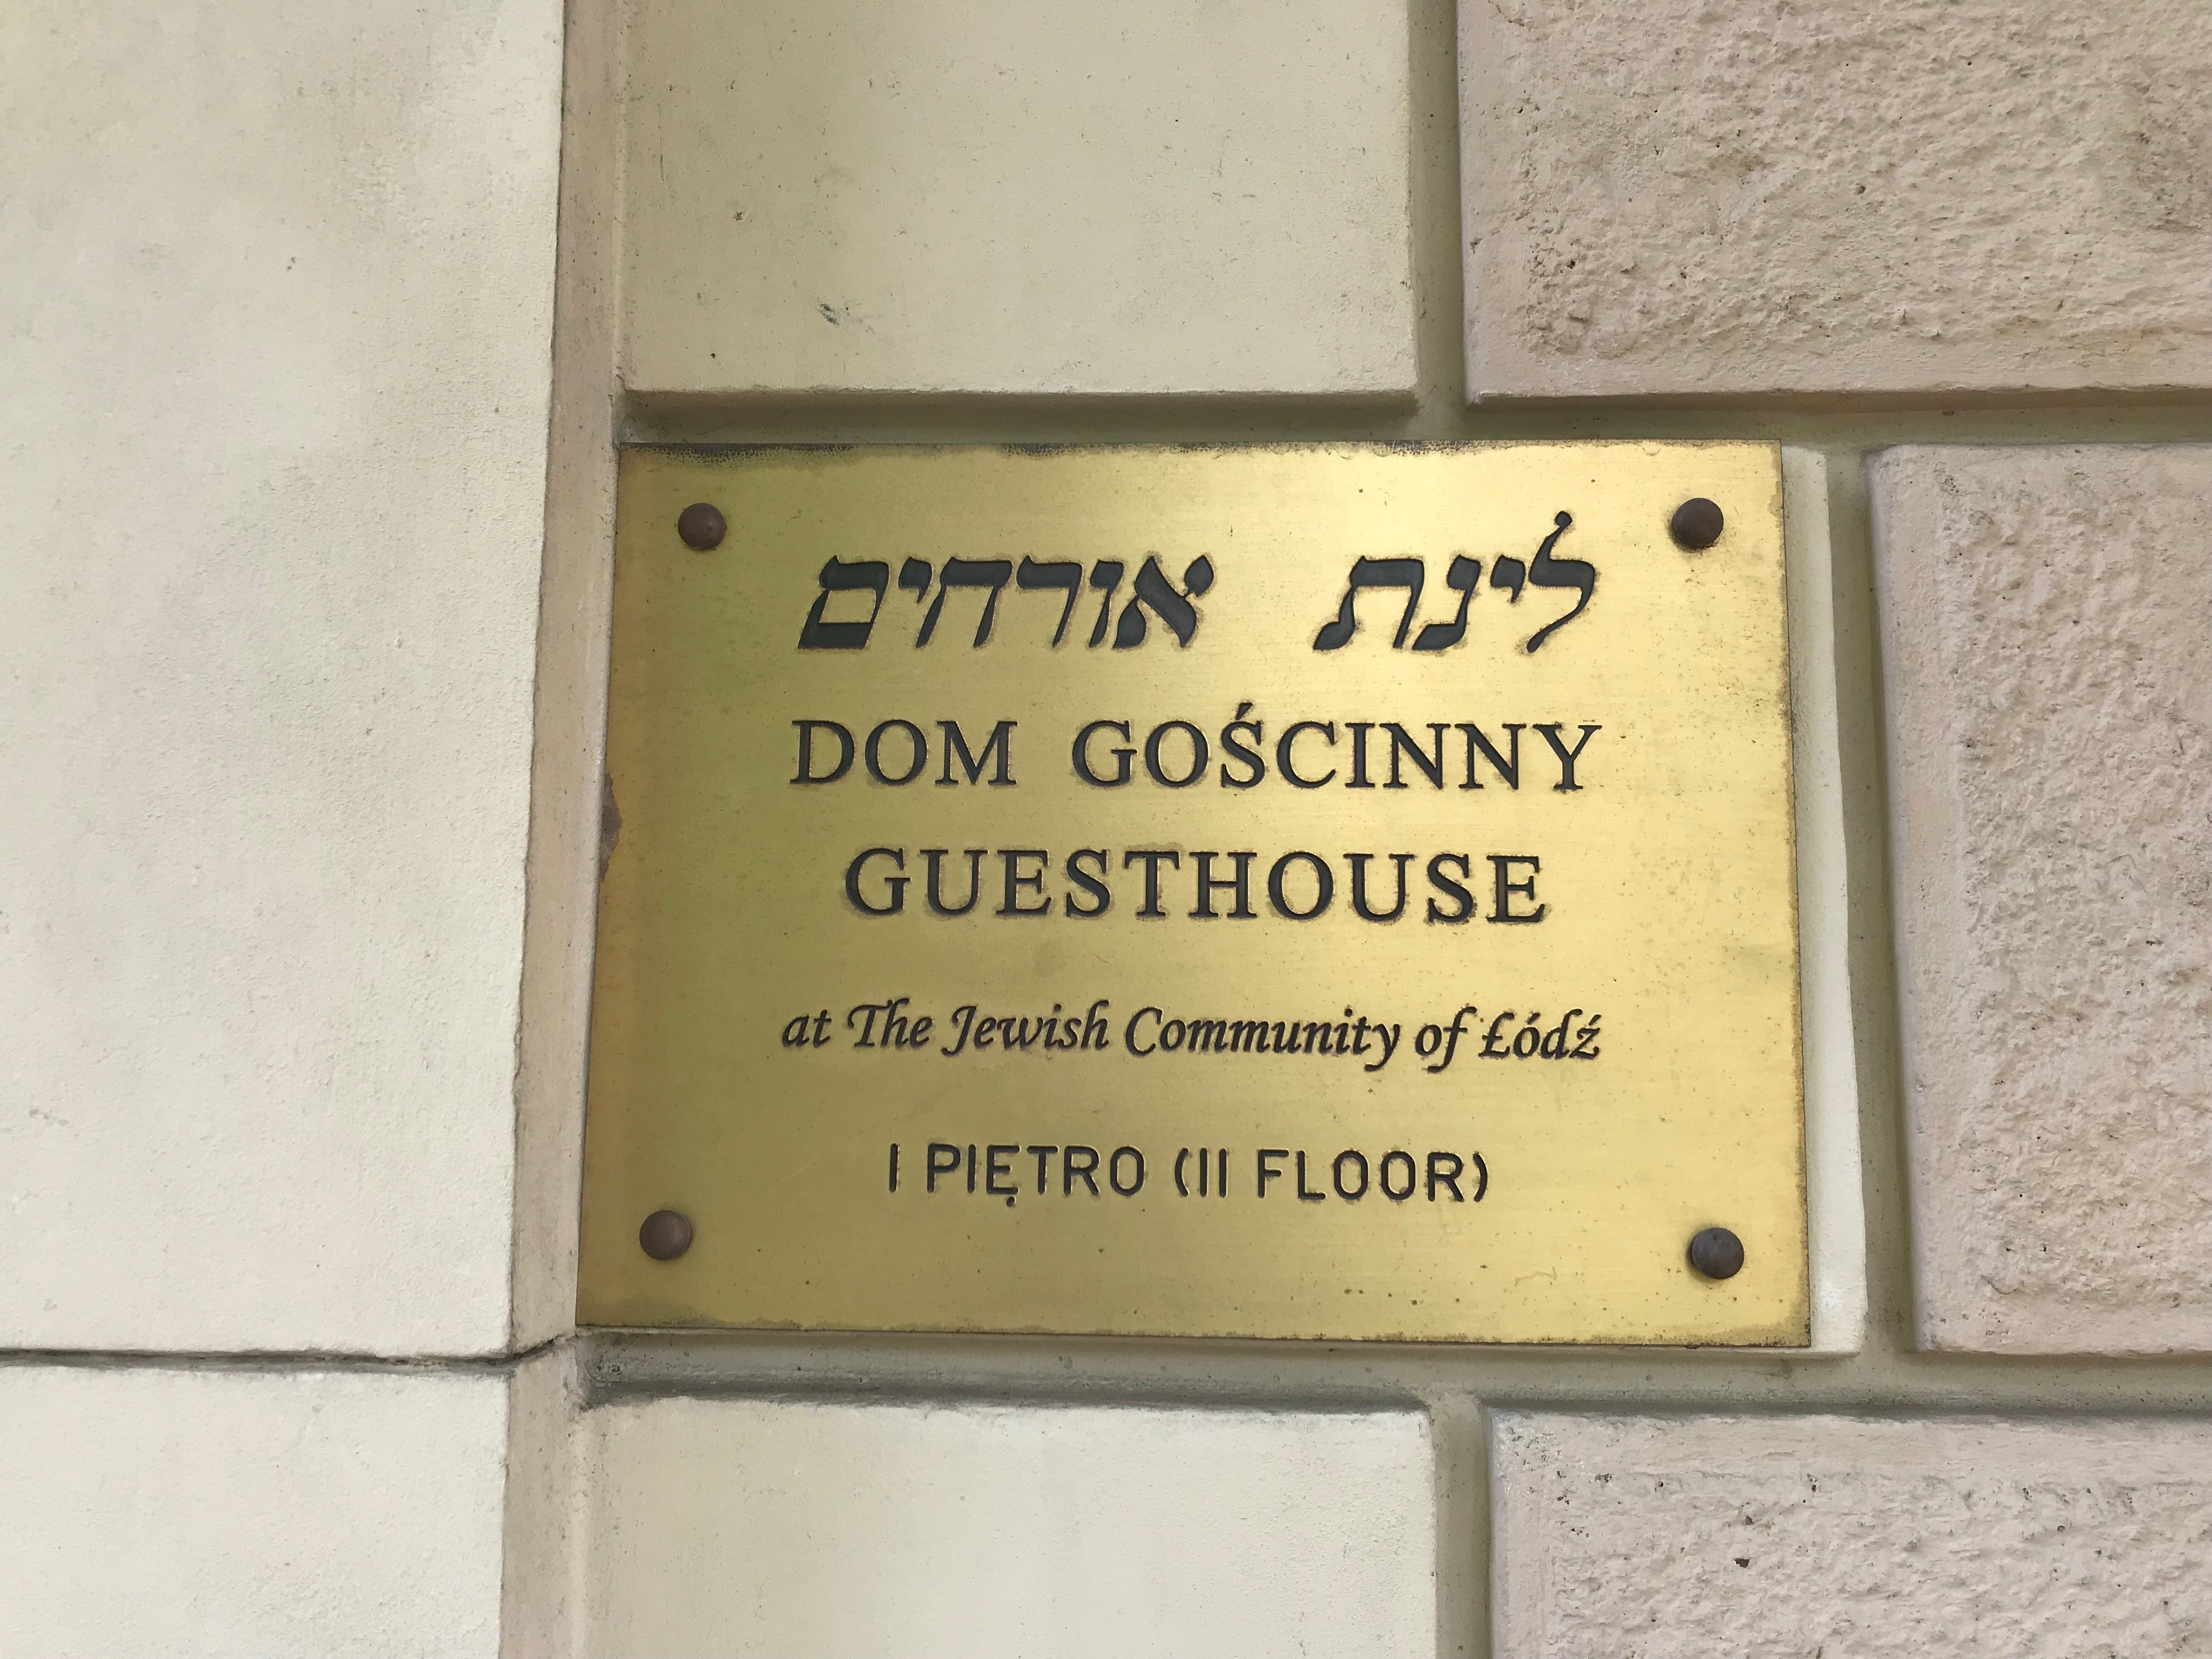 לינת אורחים
DOM GOŚCINNY
GUESTHOUSE
at The Jewish Community of Łódź
I PIĘTRO (II FLOOR)